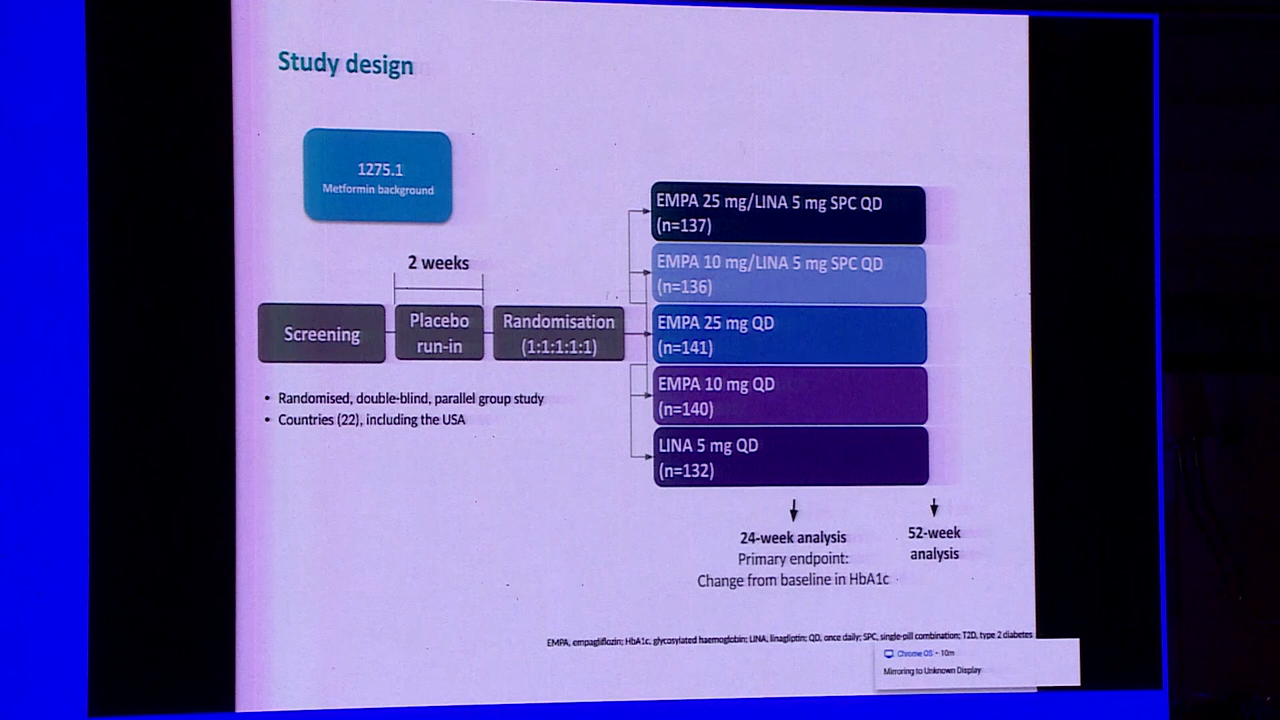 Study design
1275.1
Metformin background
2 weeks
Screening
Placebo
run-in
Randomisation
(1:1:1:1:1)
EMPA 25 mg/LINA 5 mg SPC QD
(n=137)
EMPA 10 mg/LINA 5 mg SPC QD
(n=136)
EMPA 25 mg QD
(n=141)
EMPA 10 mg QD
(n=140)
LINA 5 mg QD
(n=132)
• Randomised, double-blind, parallel group study
• Countries (22), including the USA
24-week analysis
Primary endpoint:
Change from baseline in HbA1c
52-week
analysis
EMPA, empagliflozin; HbA1c, glycosylated haemoglobin; LINA, linagliptin; QD, once daily; SPC, single-pill combination; T2D, type 2 diabetes
Chrome OS • 10m
Mirroring to Unknown Display